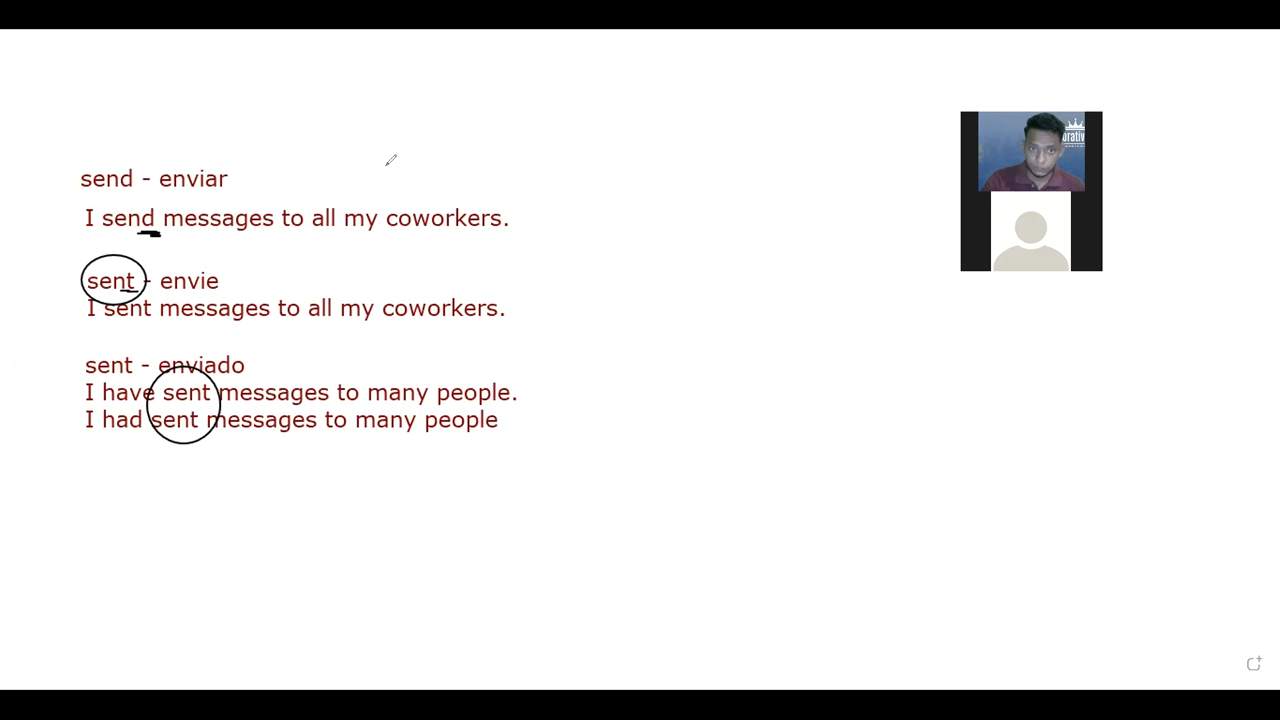 send - enviar
I send messages to all my coworkers.
sent - envie
I sent messages to all my coworkers.
sent - enviado
I have sent messages to many people.
I had sent messages to many people
orativ